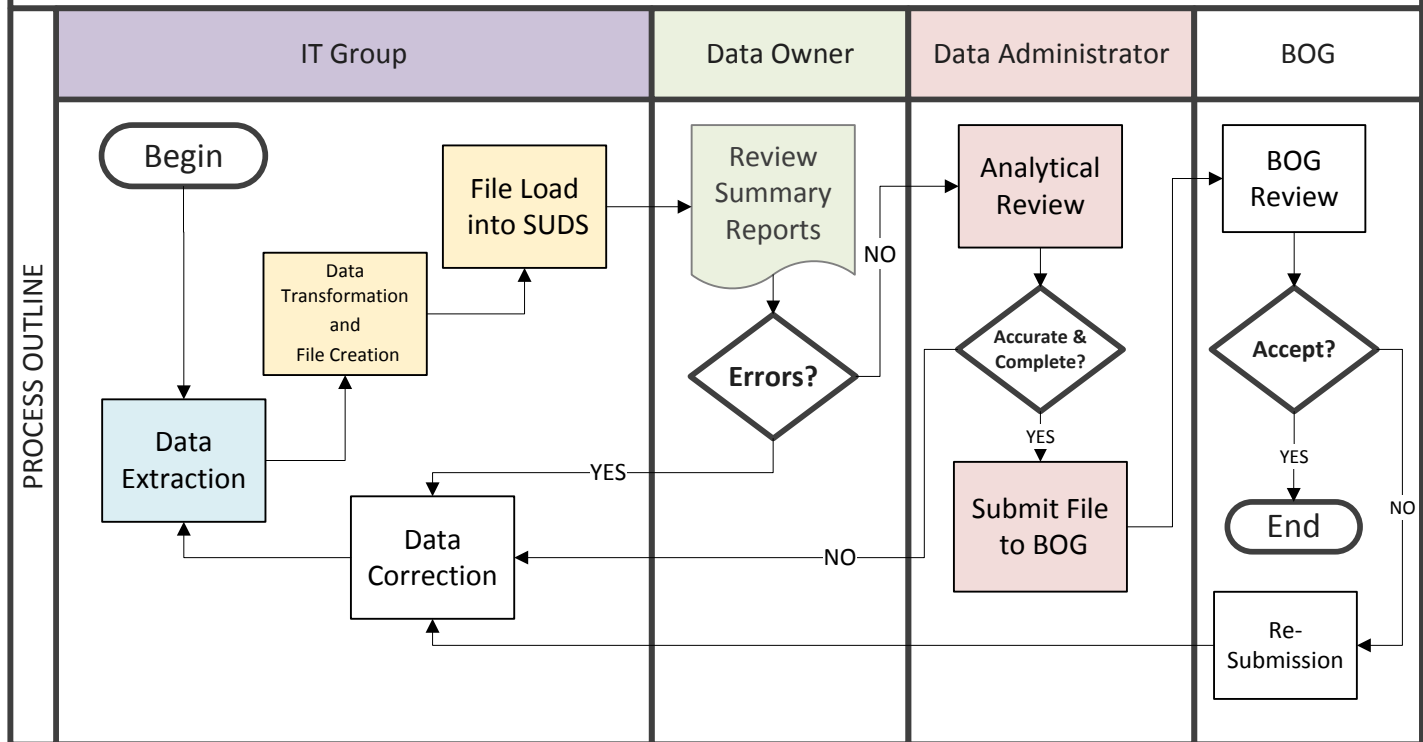 IT Group
Data Owner
Data Administrator
BOG
PROCESS OUTLINE
Begin
File Load
into SUDS
Data
Transformation
and
File Creation
Data
Extraction
Data
Correction
Review
Summary
Reports
Errors?
NO
YES
Analytical
Review
Accurate &
Complete?
YES
NO
Submit File
to BOG
BOG
Review
Accept?
YES
NO
End
Re-
Submission